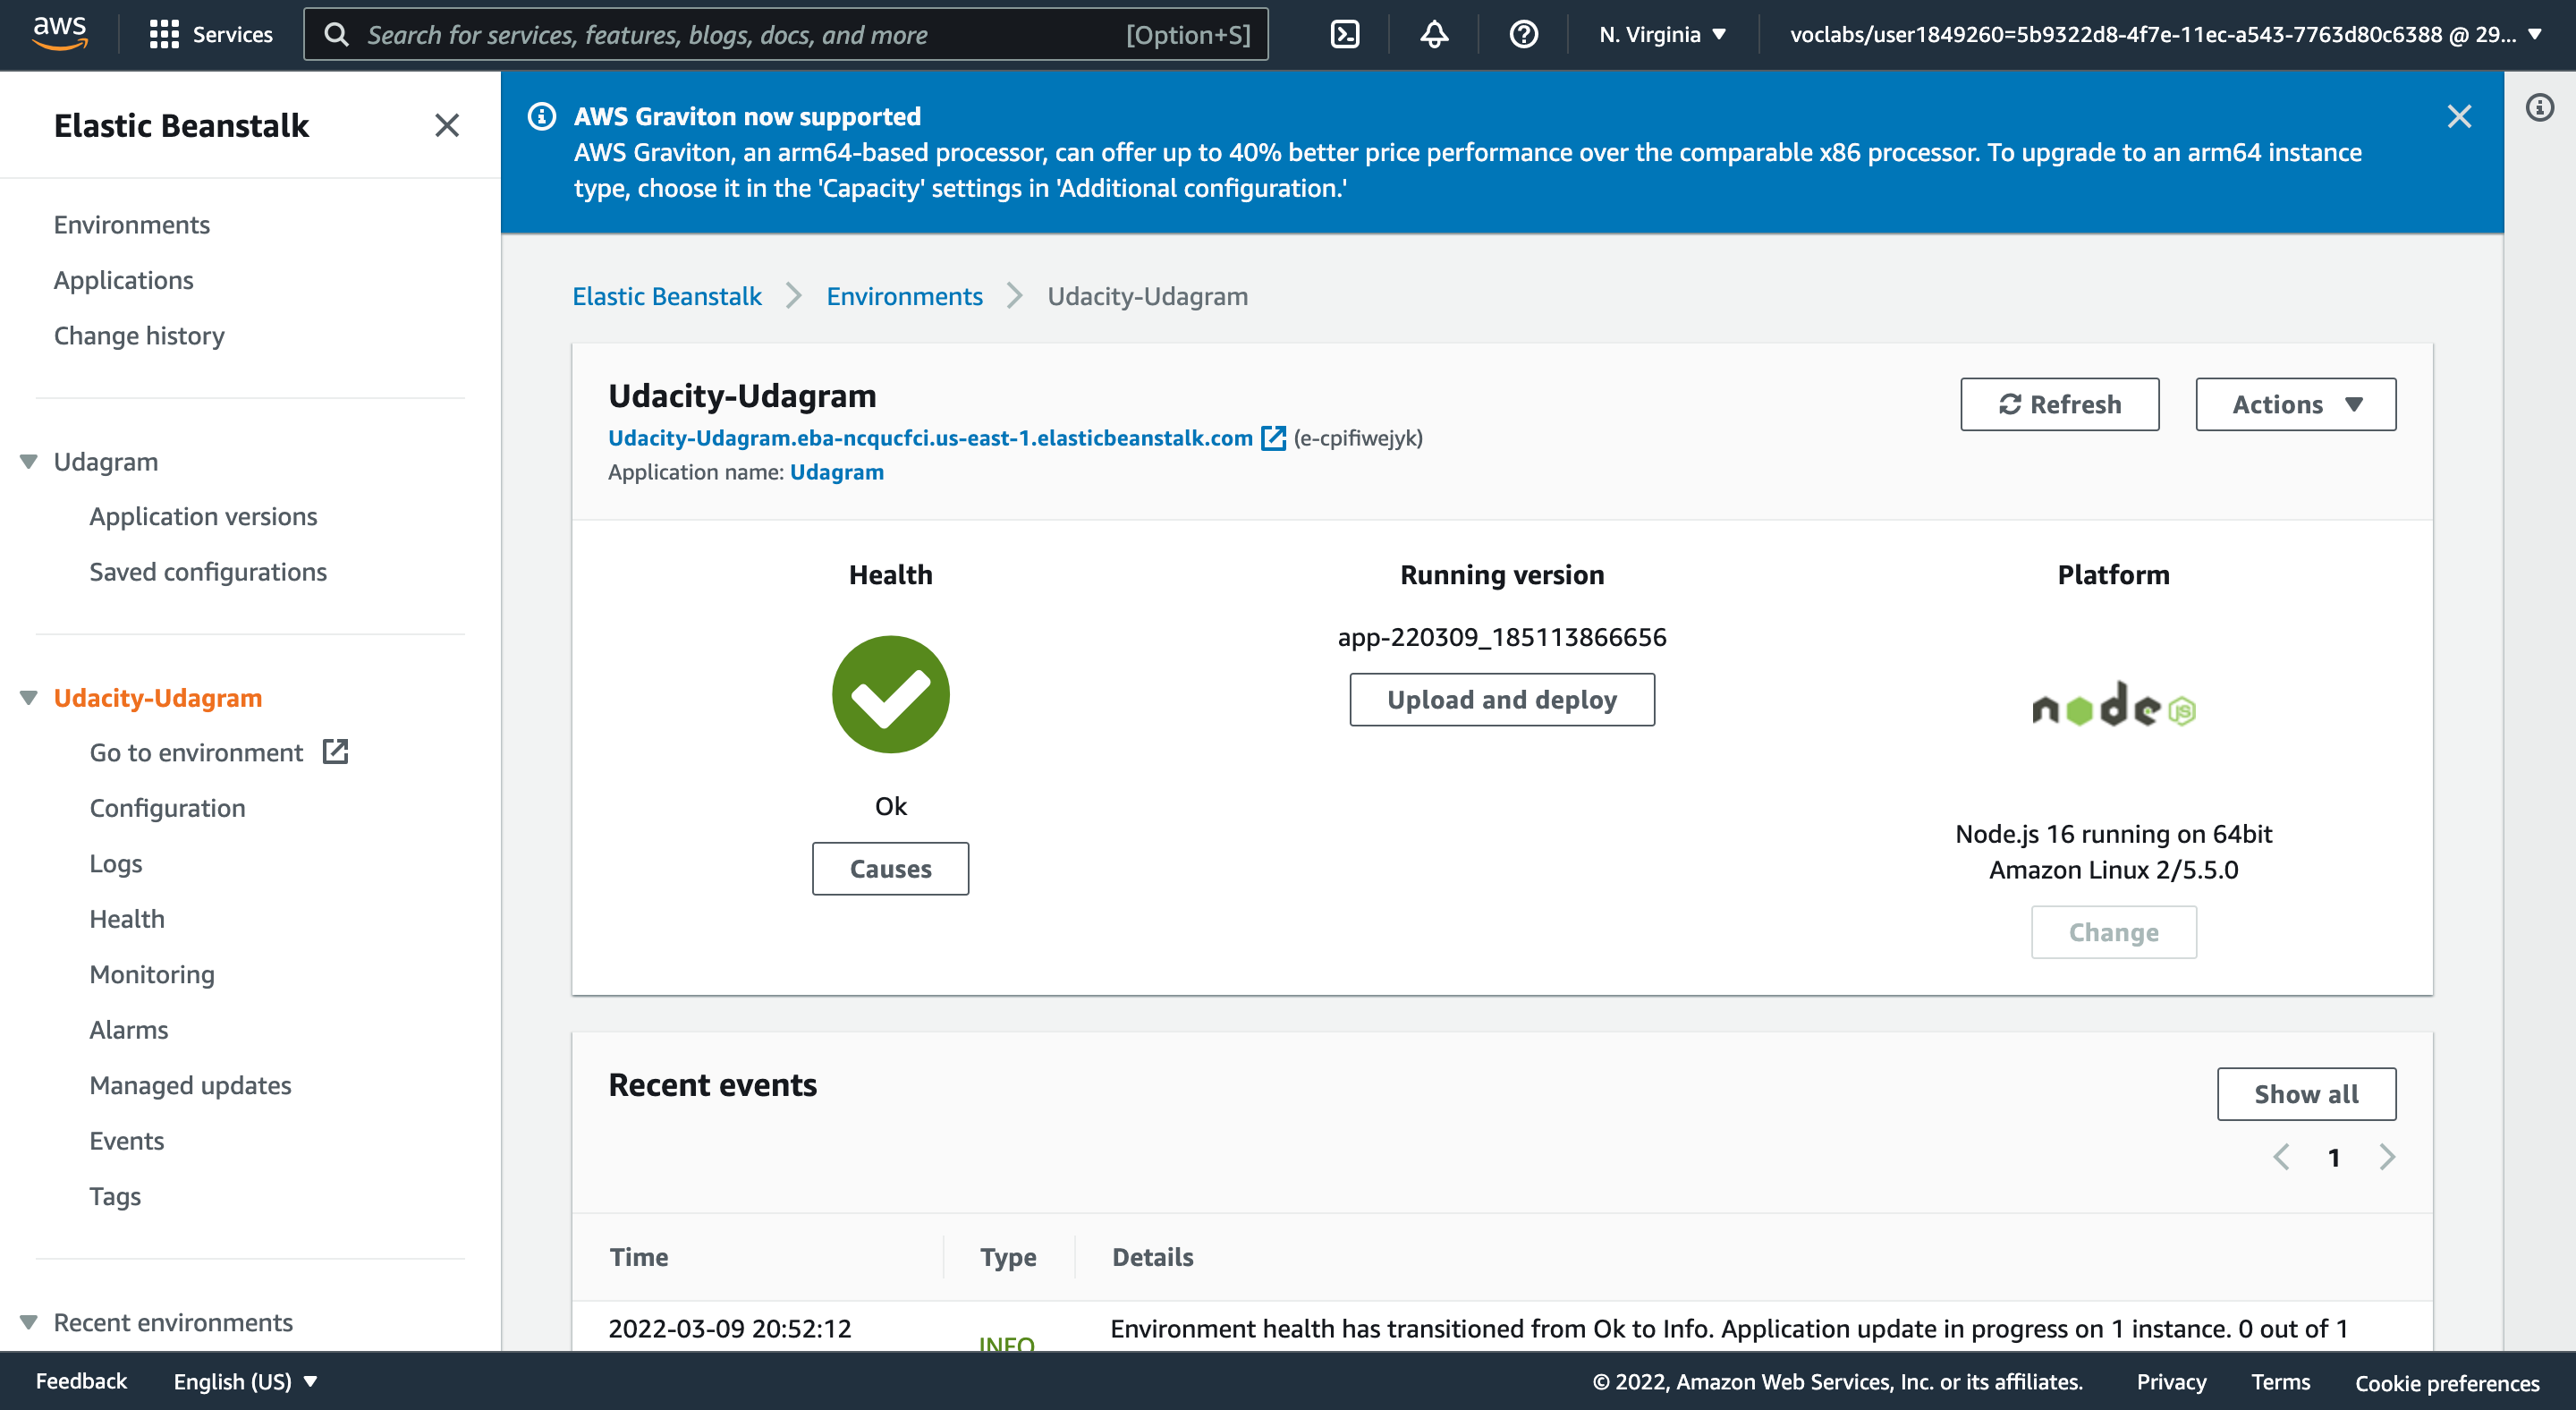 aws
Services
Search for services, features, blogs, docs, and more
[Option+S]
N. Virginia
voclabs/user1849260=5b9322d8-4f7e-11ec-a543-7763d80c6388 @ 29...
Elastic Beanstalk
Environments
Applications
Change history
Udagram
Application versions
Saved configurations
Udacity-Udagram
Go to environment
Configuration
Logs
Health
Monitoring
Alarms
Managed updates
Events
Tags
Recent environments
AWS Graviton now supported
AWS Graviton, an arm64-based processor, can offer up to 40% better price performance over the comparable x86 processor. To upgrade to an arm64 instance
type, choose it in the 'Capacity' settings in 'Additional configuration.'
Elastic Beanstalk
Environments
Udacity-Udagram
Udacity-Udagram
Udacity-Udagram.eba-ncqucfci.us-east-1.elasticbeanstalk.com (e-cpifiwejyk)
Application name: Udagram
Refresh
Actions
Health
Ok
Causes
Running version
app-220309_185113866656
Upload and deploy
Platform
node JS
Node.js 16 running on 64bit
Amazon Linux 2/5.5.0
Change
Recent events
Show all
1
Time
Type
Details
2022-03-09 20:52:12
INFO
Environment health has transitioned from Ok to Info. Application update in progress on 1 instance. 0 out of 1
Feedback
English (US)
© 2022, Amazon Web Services, Inc. or its affiliates.
Privacy
Terms
Cookie preferences